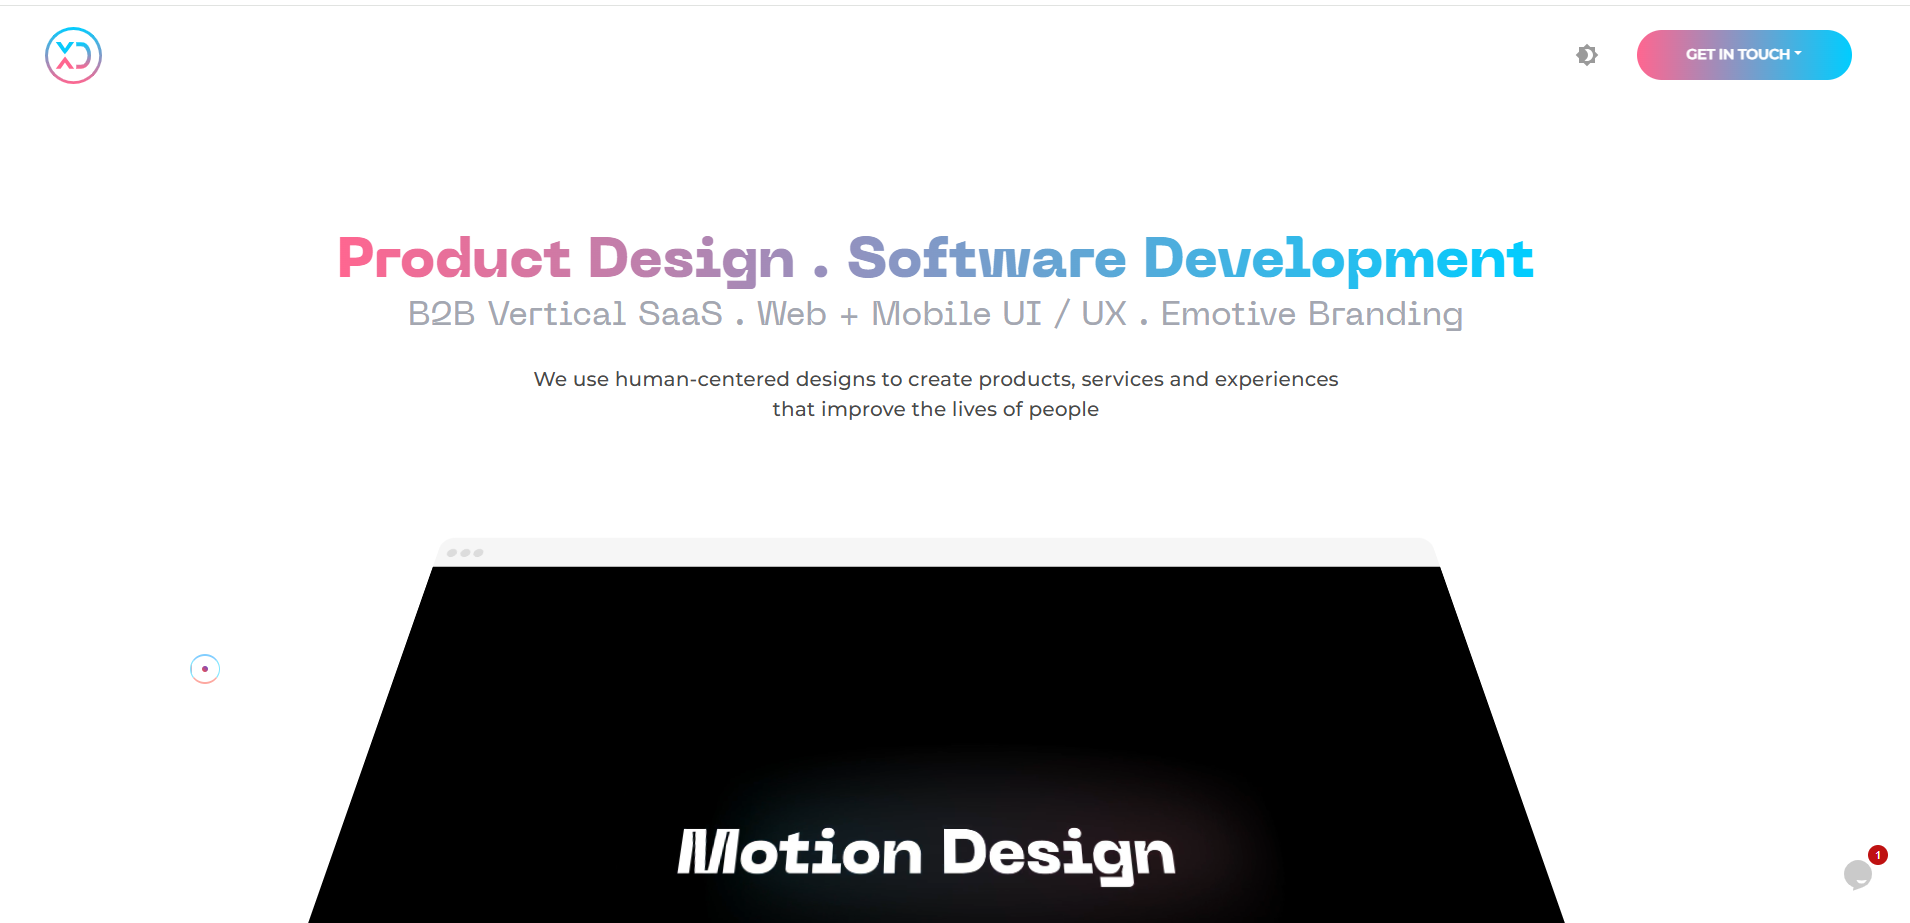 XD
GET IN TOUCH
Product Design . Software Development
B2B Vertical SaaS . Web + Mobile UI / UX . Emotive Branding
We use human-centered designs to create products, services and experiences
that improve the lives of people
Motion Design
1